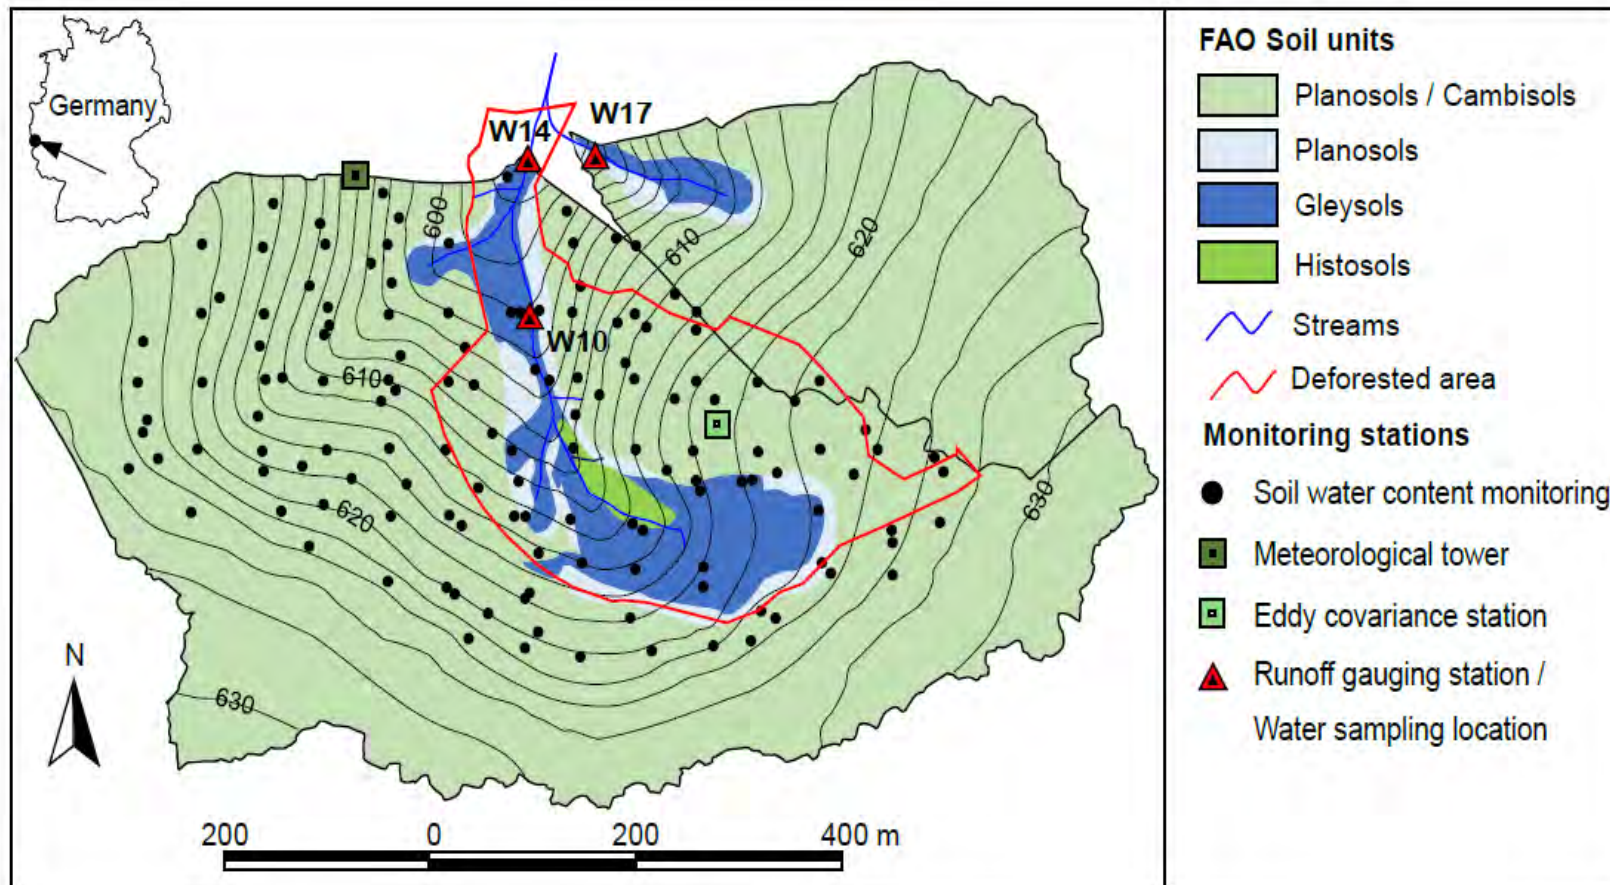 Germany
W14
W17
600
610
620
W10
610
620
630
630
N
200 0 200 400 m
FAO Soil units
Planosols / Cambisols
Planosols
Gleysols
Histosols
Streams
Deforested area
Monitoring stations
Soil water content monitoring
Meteorological tower
Eddy covariance station
Runoff gauging station /
Water sampling location